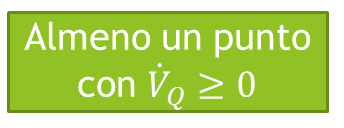 Almeno un punto
con V̇_Q ≥ 0